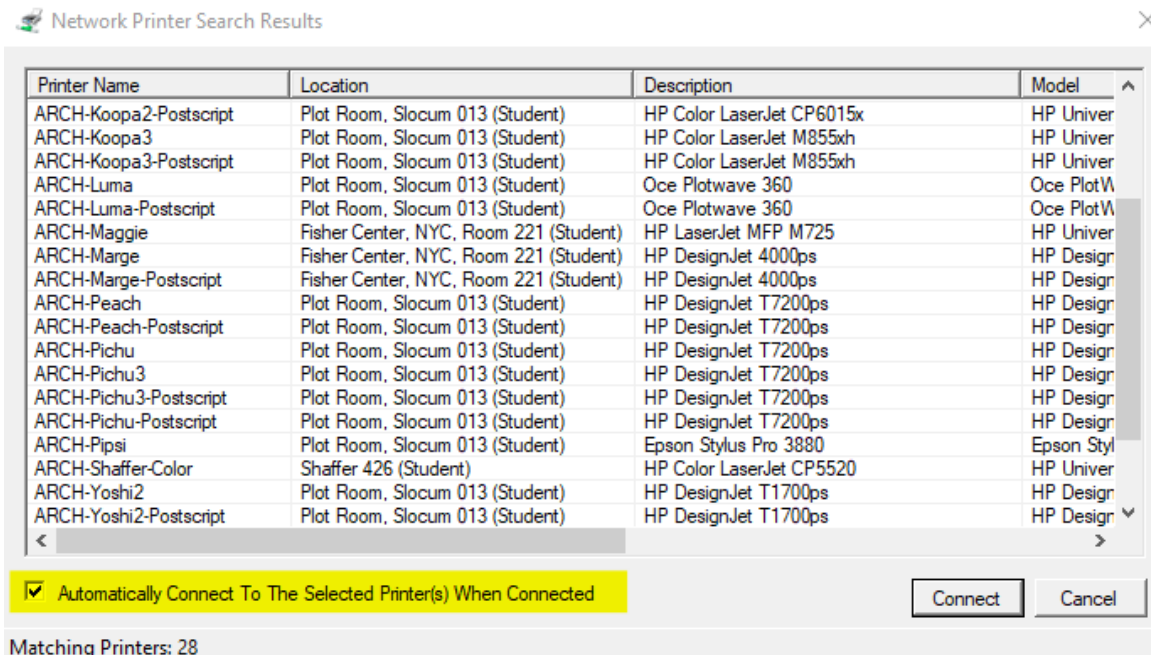 Network Printer Search Results
Printer Name Location Description Model
ARCH-Koopa2-Postscript Plot Room, Slocum 013 (Student) HP Color LaserJet CP6015x HP Univer
ARCH-Koopa3 Plot Room, Slocum 013 (Student) HP Color LaserJet M855xh HP Univer
ARCH-Koopa3-Postscript Plot Room, Slocum 013 (Student) HP Color LaserJet M855xh HP Univer
ARCH-Luma Plot Room, Slocum 013 (Student) Oce Plotwave 360 Oce PlotW
ARCH-Luma-Postscript Plot Room, Slocum 013 (Student) Oce Plotwave 360 Oce PlotW
ARCH-Maggie Fisher Center, NYC, Room 221 (Student) HP LaserJet MFP M725 HP Univer
ARCH-Marge Fisher Center, NYC, Room 221 (Student) HP DesignJet 4000ps HP Design
ARCH-Marge-Postscript Fisher Center, NYC, Room 221 (Student) HP DesignJet 4000ps HP Design
ARCH-Peach Plot Room, Slocum 013 (Student) HP DesignJet T7200ps HP Design
ARCH-Peach-Postscript Plot Room, Slocum 013 (Student) HP DesignJet T7200ps HP Design
ARCH-Pichu Plot Room, Slocum 013 (Student) HP DesignJet T7200ps HP Design
ARCH-Pichu3 Plot Room, Slocum 013 (Student) HP DesignJet T7200ps HP Design
ARCH-Pichu3-Postscript Plot Room, Slocum 013 (Student) HP DesignJet T7200ps HP Design
ARCH-Pichu-Postscript Plot Room, Slocum 013 (Student) HP DesignJet T7200ps HP Design
ARCH-Pipsi Plot Room, Slocum 013 (Student) Epson Stylus Pro 3880 Epson Styl
ARCH-Shaffer-Color Shaffer 426 (Student) HP Color LaserJet CP5520 HP Univer
ARCH-Yoshi2 Plot Room, Slocum 013 (Student) HP DesignJet T1700ps HP Design
ARCH-Yoshi2-Postscript Plot Room, Slocum 013 (Student) HP DesignJet T1700ps HP Design
Automatically Connect To The Selected Printer(s) When Connected
Connect Cancel
Matching Printers: 28